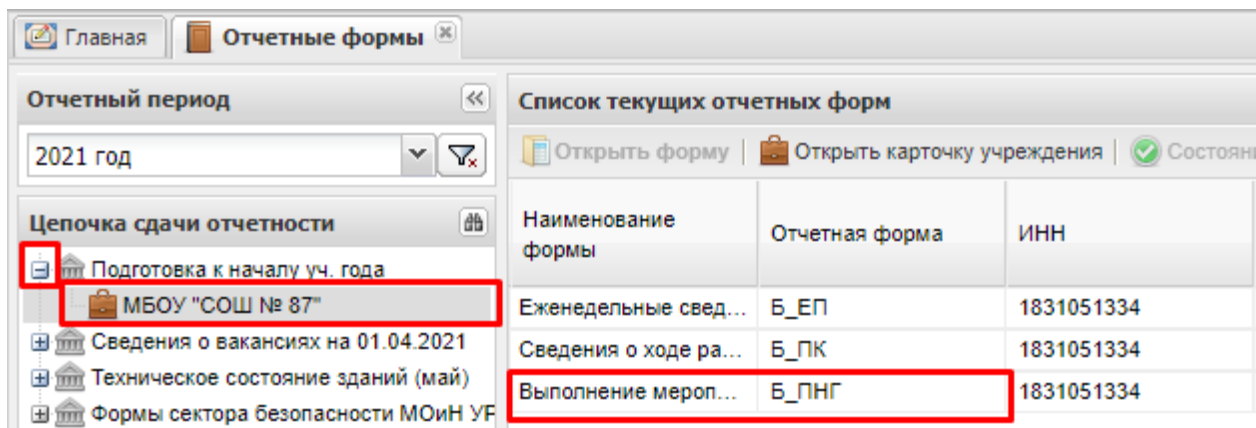 Главная
Отчетные формы
Отчетный период
2021 год
Цепочка сдачи отчетности
Подготовка к началу уч. года
МБОУ "СОШ № 87"
Сведения о вакансиях на 01.04.2021
Техническое состояние зданий (май)
Формы сектора безопасности МОиН УР
Список текущих отчетных форм
Открыть форму | Открыть карточку учреждения | Состояни
Наименование формы Отчетная форма ИНН
Еженедельные свед... Б_ЕП 1831051334
Сведения о ходе ра... Б_ПК 1831051334
Выполнение мероп... Б_ПНГ 1831051334